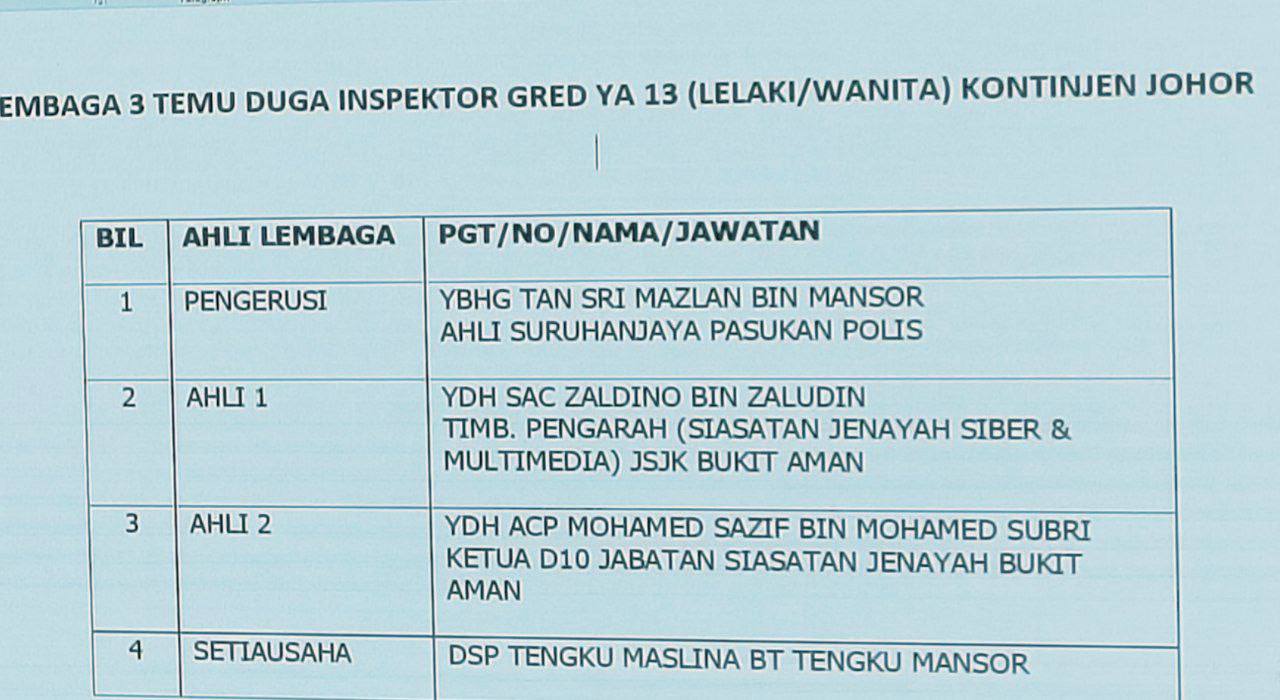 EMBAGA 3 TEMU DUGA INSPEKTOR GRED YA 13 (LELAKI/WANITA) KONTINJEN JOHOR
BIL AHLI LEMBAGA PGT/NO/NAMA/JAWATAN
1 PENGERUSI YBHG TAN SRI MAZLAN BIN MANSOR
AHLI SURUHANJAYA PASUKAN POLIS
2 AHLI 1 YDH SAC ZALDINO BIN ZALUDIN
TIMB. PENGARAH (SIASATAN JENAYAH SIBER &
MULTIMEDIA) JSJK BUKIT AMAN
3 AHLI 2 YDH ACP MOHAMED SAZIF BIN MOHAMED SUBRI
KETUA D10 JABATAN SIASATAN JENAYAH BUKIT
AMAN
4 SETIAUSAHA DSP TENGKU MASLINA BT TENGKU MANSOR